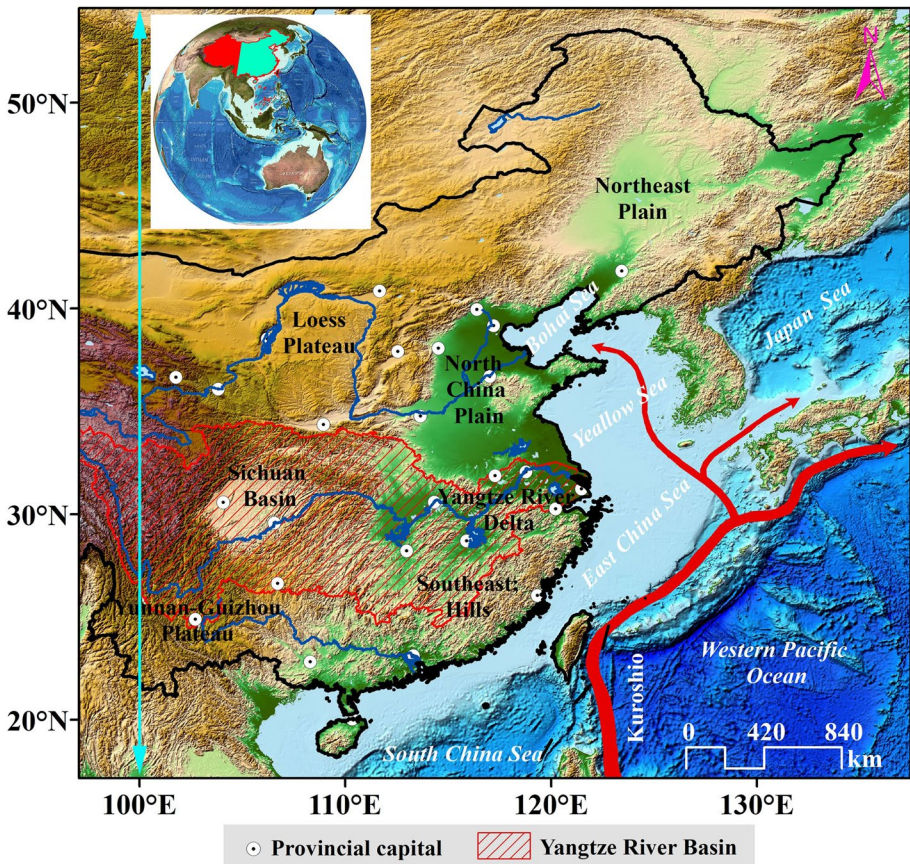 N
50°N
40°N
30°N
20°N
Northeast
Plain
Loess
Plateau
Bohai Sea
Japan Sea
North
China
Plain
Yeallow Sea
Sichuan
Basin
Yangtze River
Delta
East China Sea
Southeast;
Hills
Yunnan-Guizhou
Plateau
Western Pacific
Ocean
Kuroshio
South China Sea
0 420 840
km
100°E 110°E 120°E 130°E
Provincial capital Yangtze River Basin